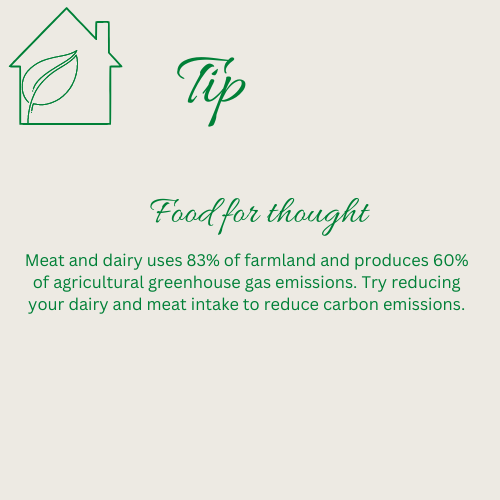 Tip
Food for thought
Meat and dairy uses 83% of farmland and produces 60%
of agricultural greenhouse gas emissions. Try reducing
your dairy and meat intake to reduce carbon emissions.